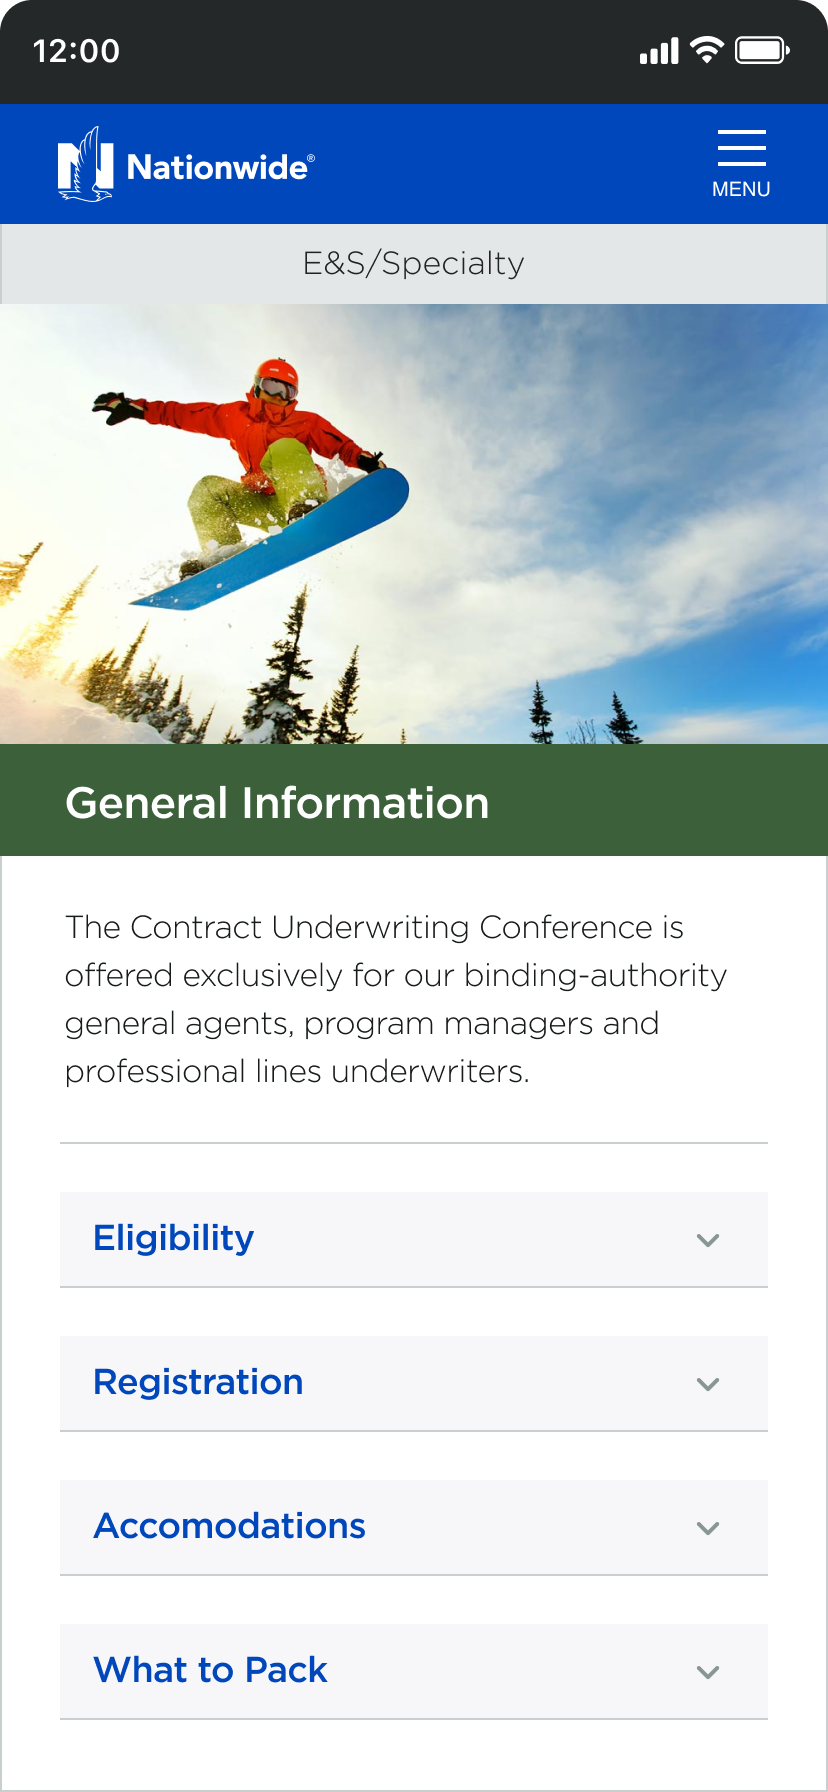 12:00
Nationwide®
MENU
E&S/Specialty
General Information
The Contract Underwriting Conference is
offered exclusively for our binding-authority
general agents, program managers and
professional lines underwriters.
Eligibility
Registration
Accomodations
What to Pack